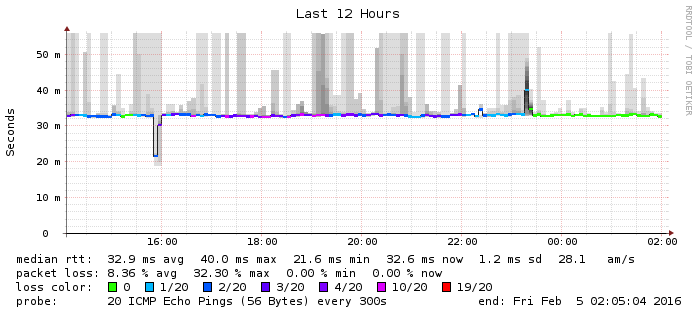 Last 12 Hours
RRDTOOL / TOBI OETIKER
Seconds
50 m
40 m
30 m
20 m
10 m
0
16:00 18:00 20:00 22:00 00:00 02:00
median rtt: 32.9 ms avg 40.0 ms max 21.6 ms min 32.6 ms now 1.2 ms sd 28.1 am/s
packet loss: 8.36 % avg 32.30 % max 0.00 % min 0.00 % now
loss color: 0 1/20 2/20 3/20 4/20 10/20 19/20
probe: 20 ICMP Echo Pings (56 Bytes) every 300s end: Fri Feb 5 02:05:04 2016